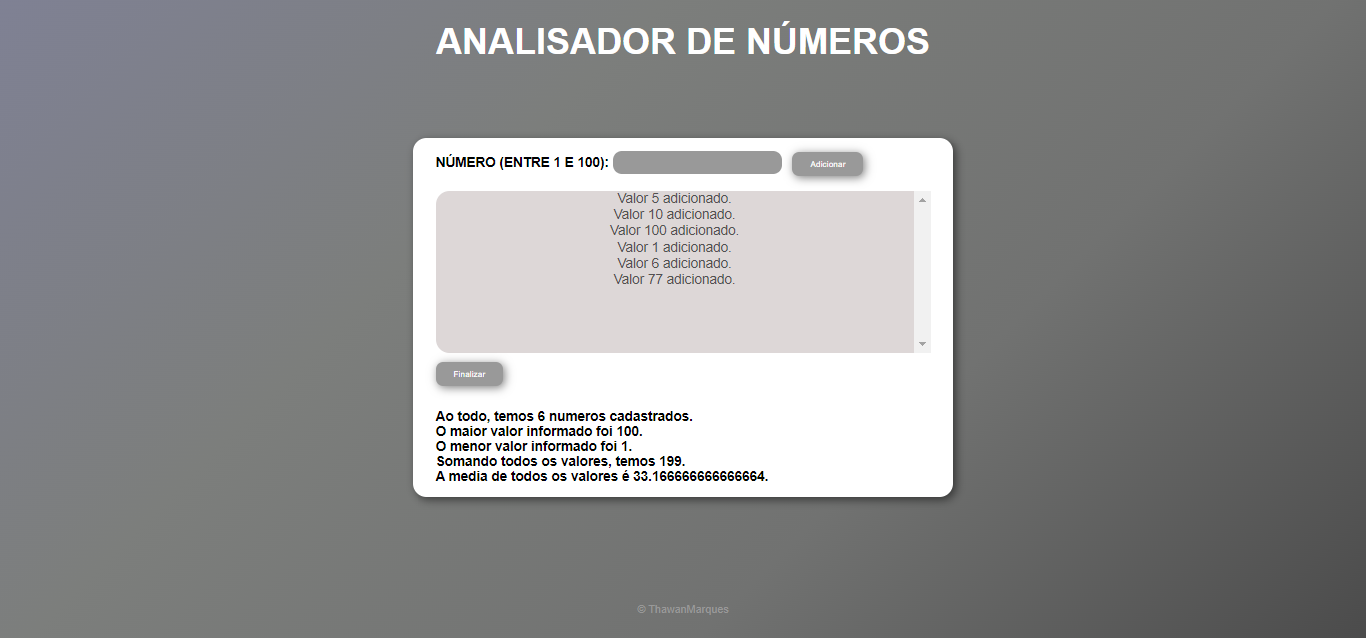 ANALISADOR DE NÚMEROS
NÚMERO (ENTRE 1 E 100): Adicionar
Valor 5 adicionado.
Valor 10 adicionado.
Valor 100 adicionado.
Valor 1 adicionado.
Valor 6 adicionado.
Valor 77 adicionado.
Finalizar
Ao todo, temos 6 numeros cadastrados.
O maior valor informado foi 100.
O menor valor informado foi 1.
Somando todos os valores, temos 199.
A media de todos os valores é 33.166666666666664.
© ThawanMarques